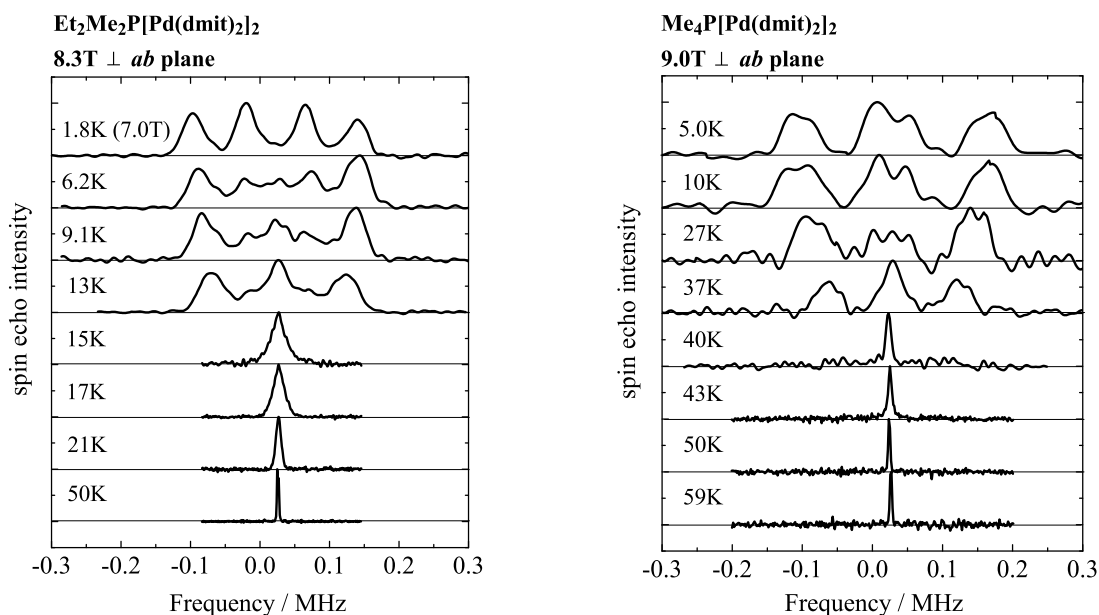 Et₂Me₂P[Pd(dmit)₂]₂
8.3T ⊥ ab plane
1.8K (7.0T)
6.2K
9.1K
13K
15K
17K
21K
50K
spin echo intensity
-0.3 -0.2 -0.1 0.0 0.1 0.2 0.3
Frequency / MHz
Me₄P[Pd(dmit)₂]₂
9.0T ⊥ ab plane
5.0K
10K
27K
37K
40K
43K
50K
59K
spin echo intensity
-0.3 -0.2 -0.1 0.0 0.1 0.2 0.3
Frequency / MHz